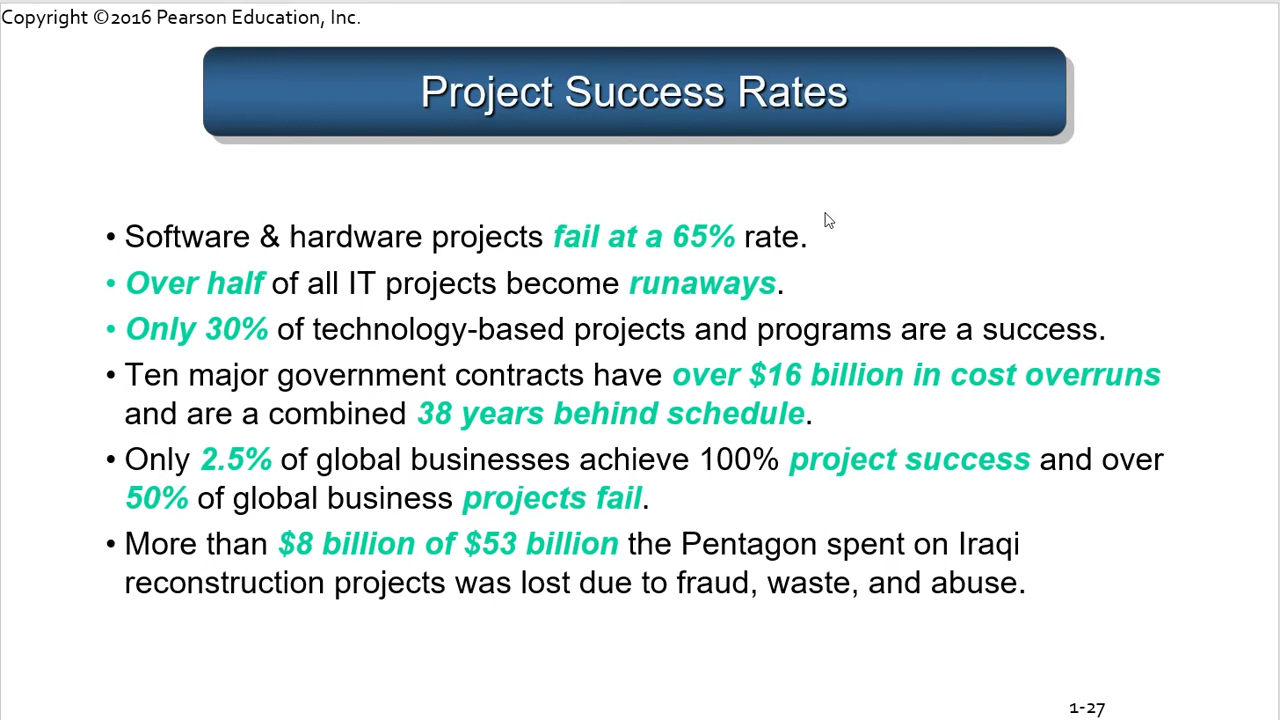 Copyright ©2016 Pearson Education, Inc.
Project Success Rates
• Software & hardware projects fail at a 65% rate.
• Over half of all IT projects become runaways.
• Only 30% of technology-based projects and programs are a success.
• Ten major government contracts have over $16 billion in cost overruns
and are a combined 38 years behind schedule.
• Only 2.5% of global businesses achieve 100% project success and over
50% of global business projects fail.
• More than $8 billion of $53 billion the Pentagon spent on Iraqi
reconstruction projects was lost due to fraud, waste, and abuse.
1-27